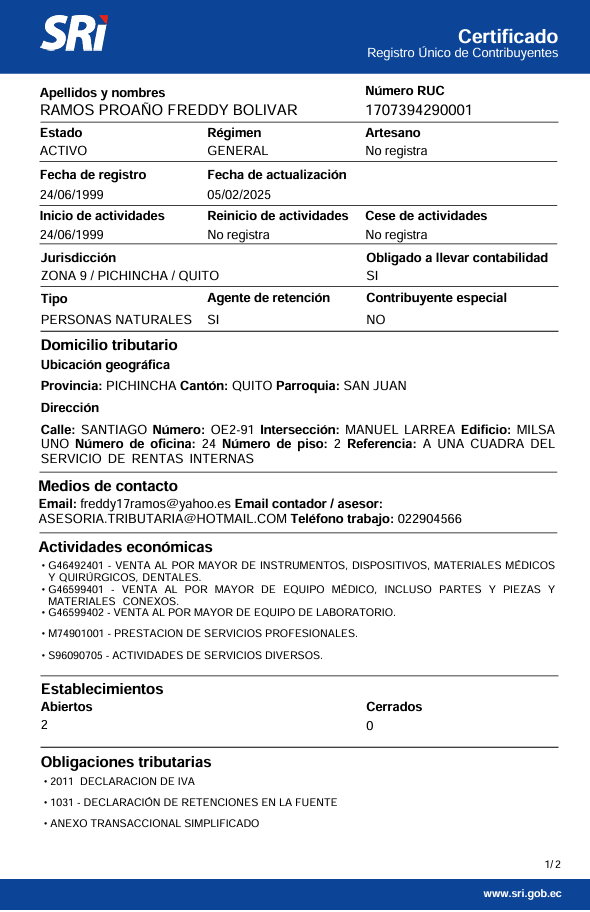 SRi
Certificado
Registro Único de Contribuyentes
Apellidos y nombres
RAMOS PROAÑO FREDDY BOLIVAR
Número RUC
1707394290001
Estado Régimen Artesano
ACTIVO GENERAL No registra
Fecha de registro Fecha de actualización
24/06/1999 05/02/2025
Inicio de actividades Reinicio de actividades Cese de actividades
24/06/1999 No registra No registra
Jurisdicción Obligado a llevar contabilidad
ZONA 9 / PICHINCHA / QUITO SI
Tipo Agente de retención Contribuyente especial
PERSONAS NATURALES SI NO
Domicilio tributario
Ubicación geográfica
Provincia: PICHINCHA Cantón: QUITO Parroquia: SAN JUAN
Dirección
Calle: SANTIAGO Número: OE2-91 Intersección: MANUEL LARREA Edificio: MILSA
UNO Número de oficina: 24 Número de piso: 2 Referencia: A UNA CUADRA DEL
SERVICIO DE RENTAS INTERNAS
Medios de contacto
Email: freddy17ramos@yahoo.es Email contador / asesor:
ASESORIA.TRIBUTARIA@HOTMAIL.COM Teléfono trabajo: 022904566
Actividades económicas
• G46492401 - VENTA AL POR MAYOR DE INSTRUMENTOS, DISPOSITIVOS, MATERIALES MÉDICOS
Y QUIRÚRGICOS, DENTALES.
• G46599401 - VENTA AL POR MAYOR DE EQUIPO MÉDICO, INCLUSO PARTES Y PIEZAS Y
MATERIALES CONEXOS.
• G46599402 - VENTA AL POR MAYOR DE EQUIPO DE LABORATORIO.
• M74901001 - PRESTACION DE SERVICIOS PROFESIONALES.
• S96090705 - ACTIVIDADES DE SERVICIOS DIVERSOS.
Establecimientos
Abiertos Cerrados
2 0
Obligaciones tributarias
• 2011 DECLARACION DE IVA
• 1031 - DECLARACIÓN DE RETENCIONES EN LA FUENTE
• ANEXO TRANSACCIONAL SIMPLIFICADO
1/2
www.sri.gob.ec